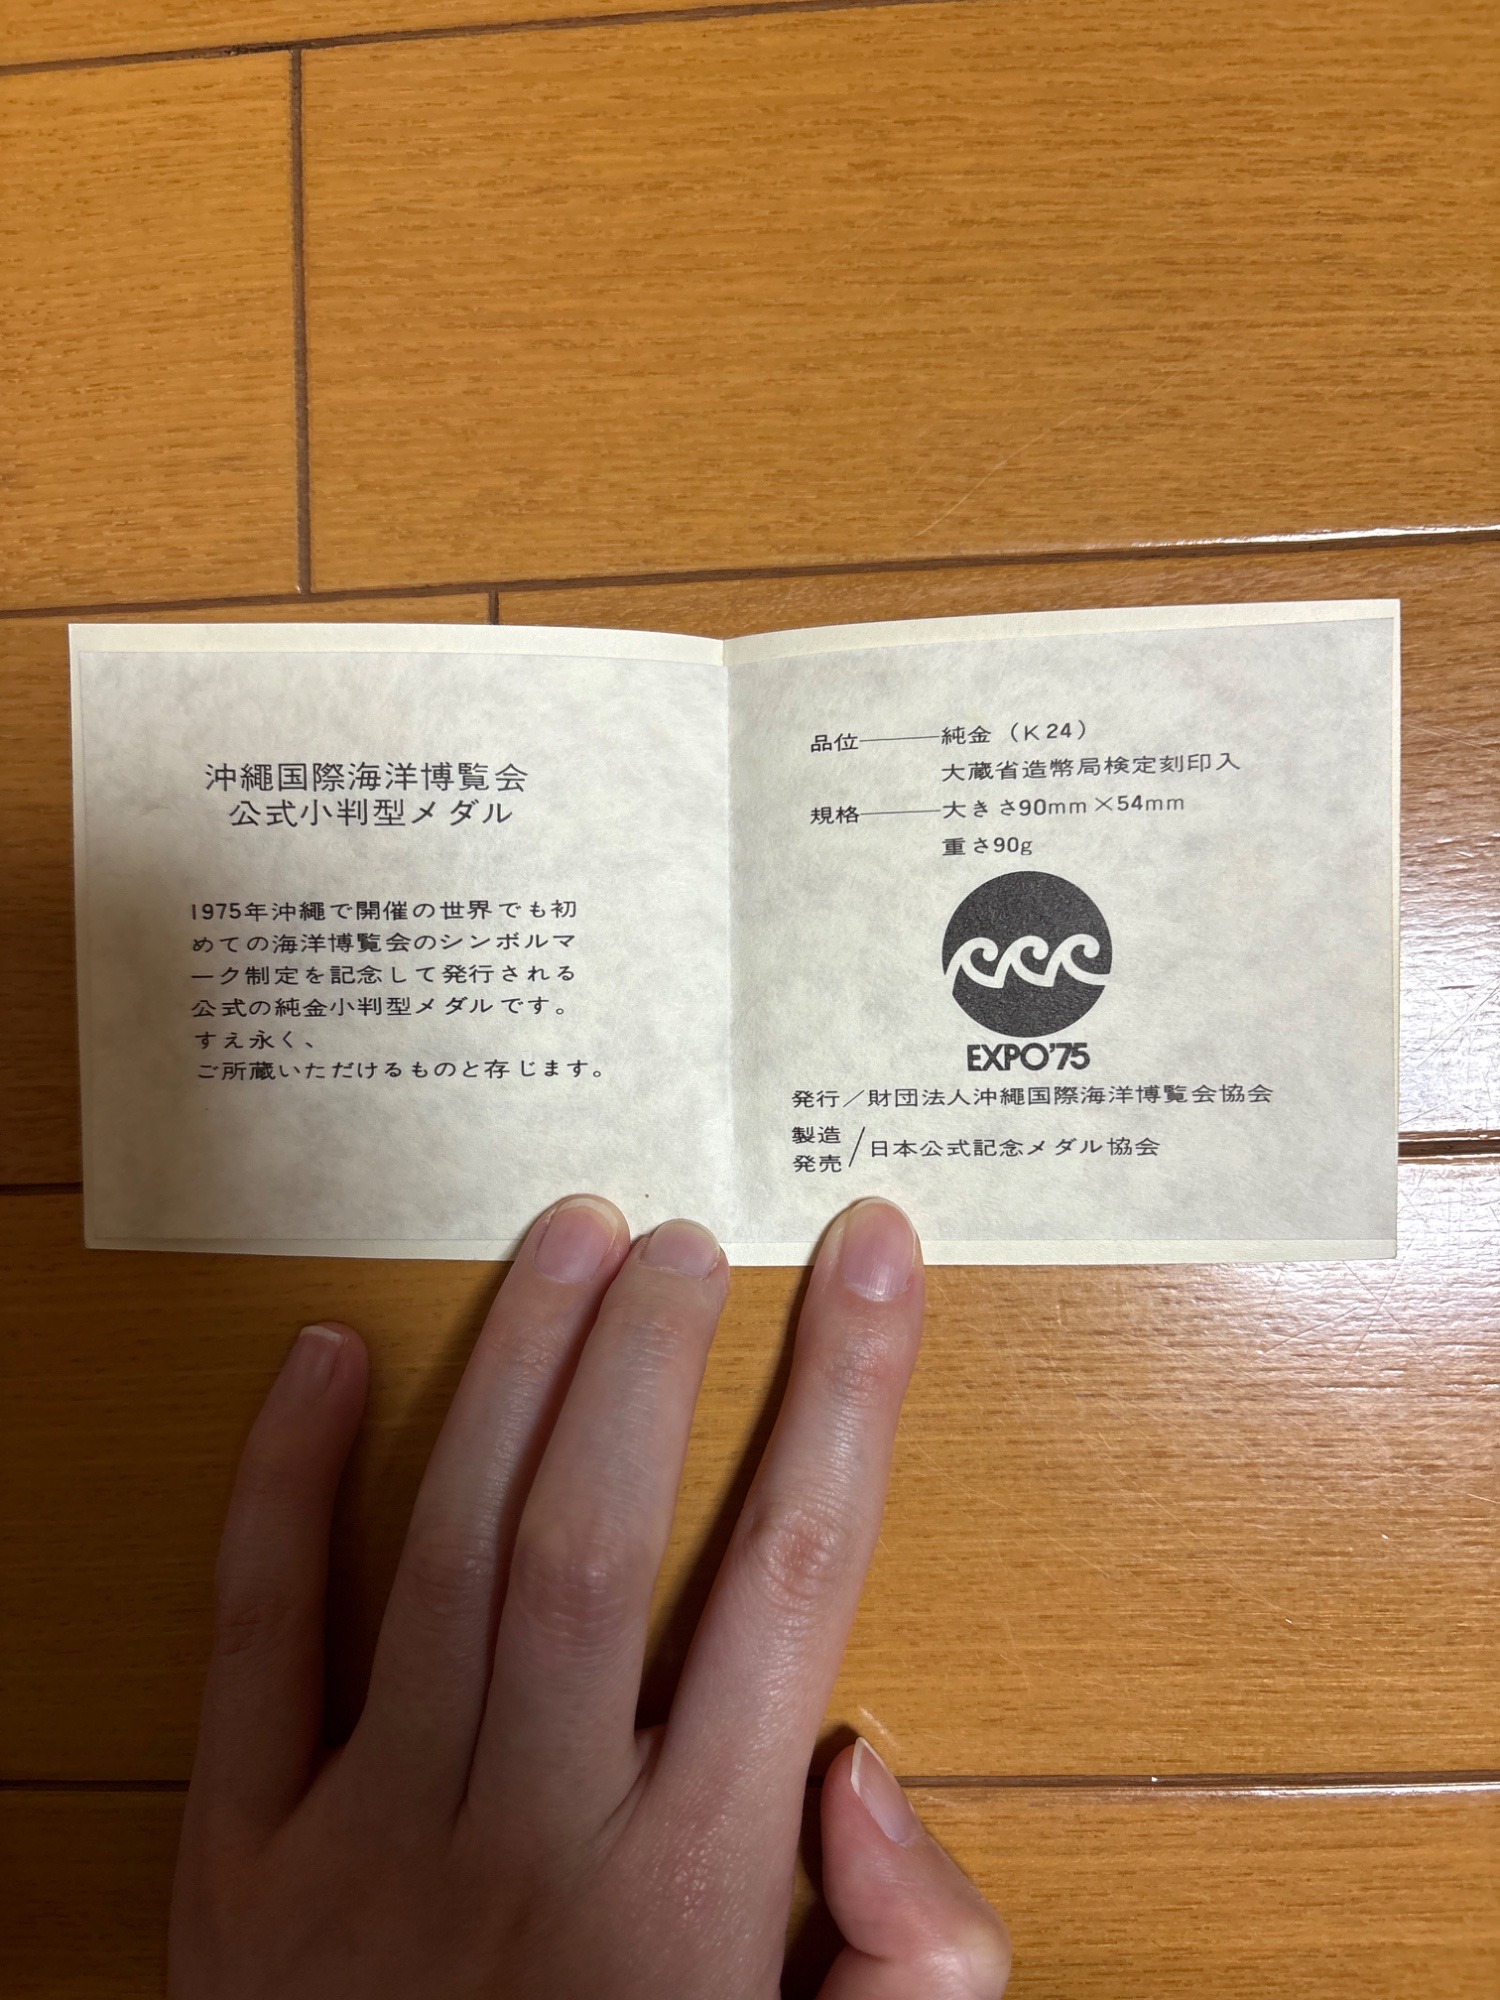 沖繩国際海洋博覧会
公式小判型メダル
1975年沖繩で開催の世界でも初
めての海洋博覧会のシンボルマ
ーク制定を記念して発行される
公式の純金小判型メダルです。
すえ永く、
ご所蔵いただけるものと存じます。
品位――純金（K24）
大蔵省造幣局検定刻印入
規格――大きさ90mm×54mm
重さ90g
EXPO'75
発行／財団法人沖繩国際海洋博覧会協会
製造
発売／日本公式記念メダル協会